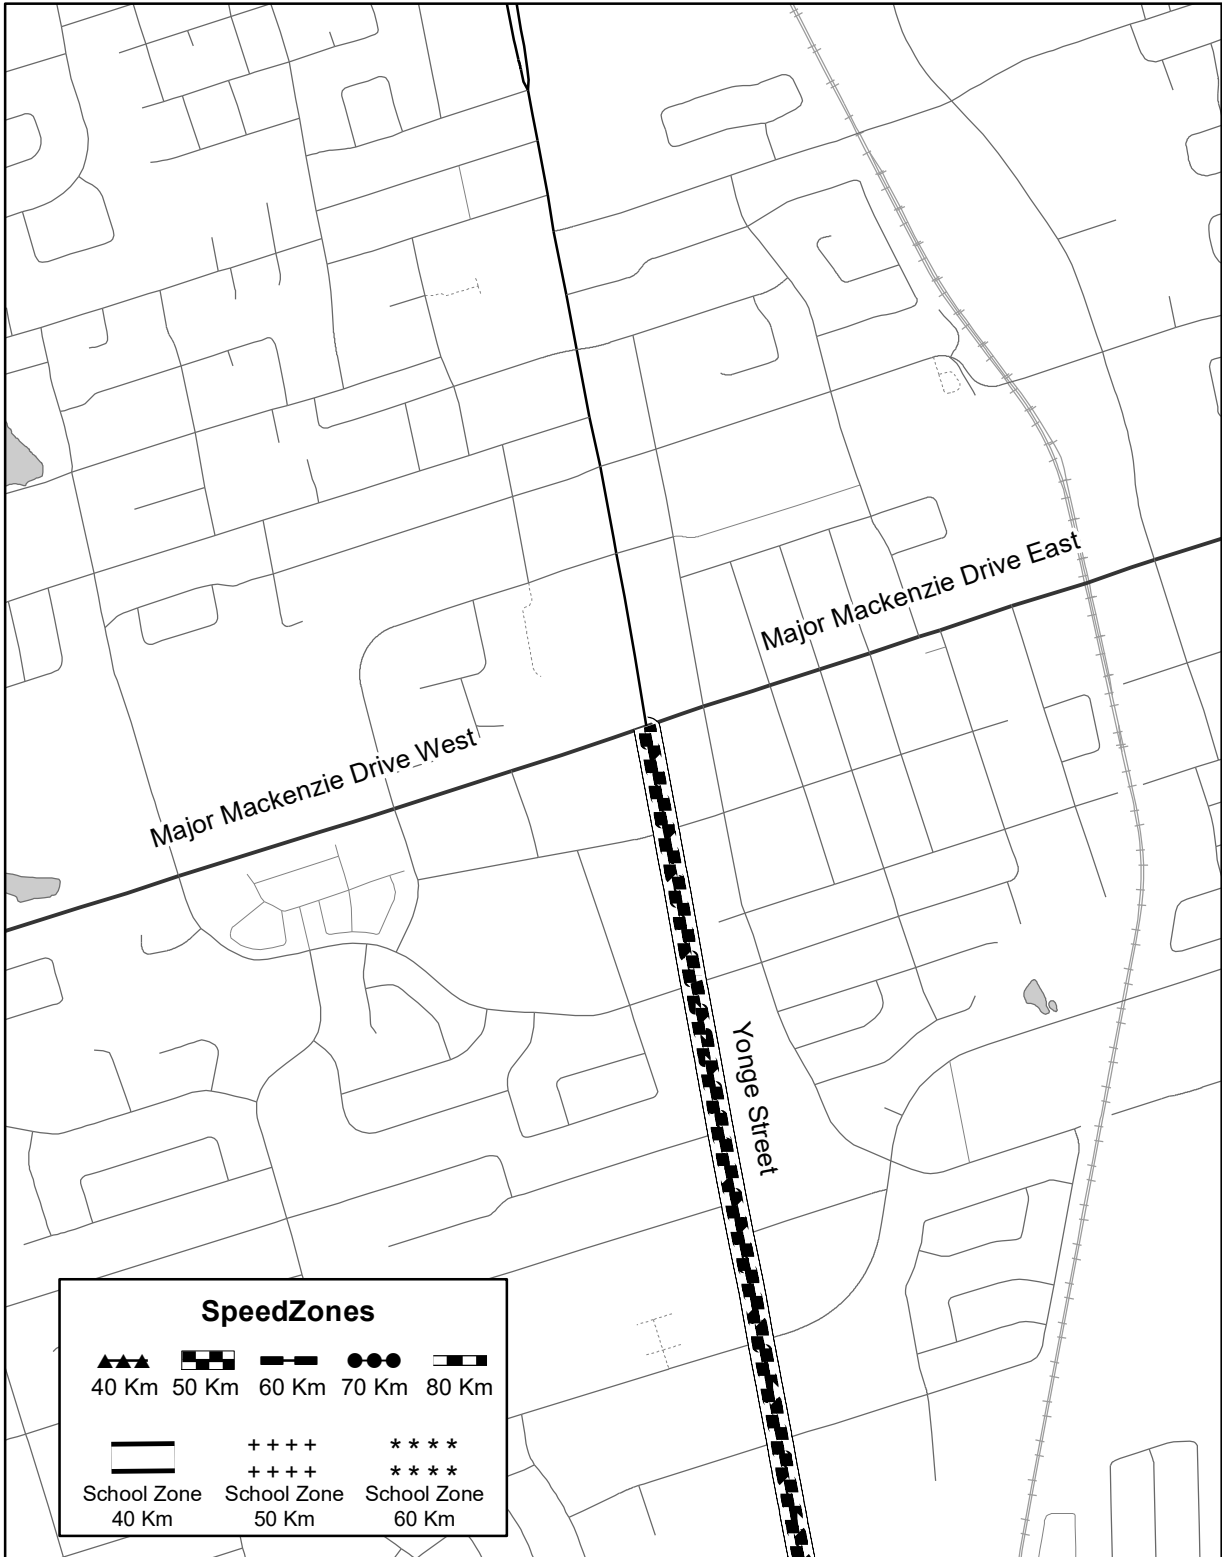 Major Mackenzie Drive East
Major Mackenzie Drive West
Yonge Street
SpeedZones
40 Km 50 Km 60 Km 70 Km 80 Km
School Zone School Zone School Zone
40 Km 50 Km 60 Km